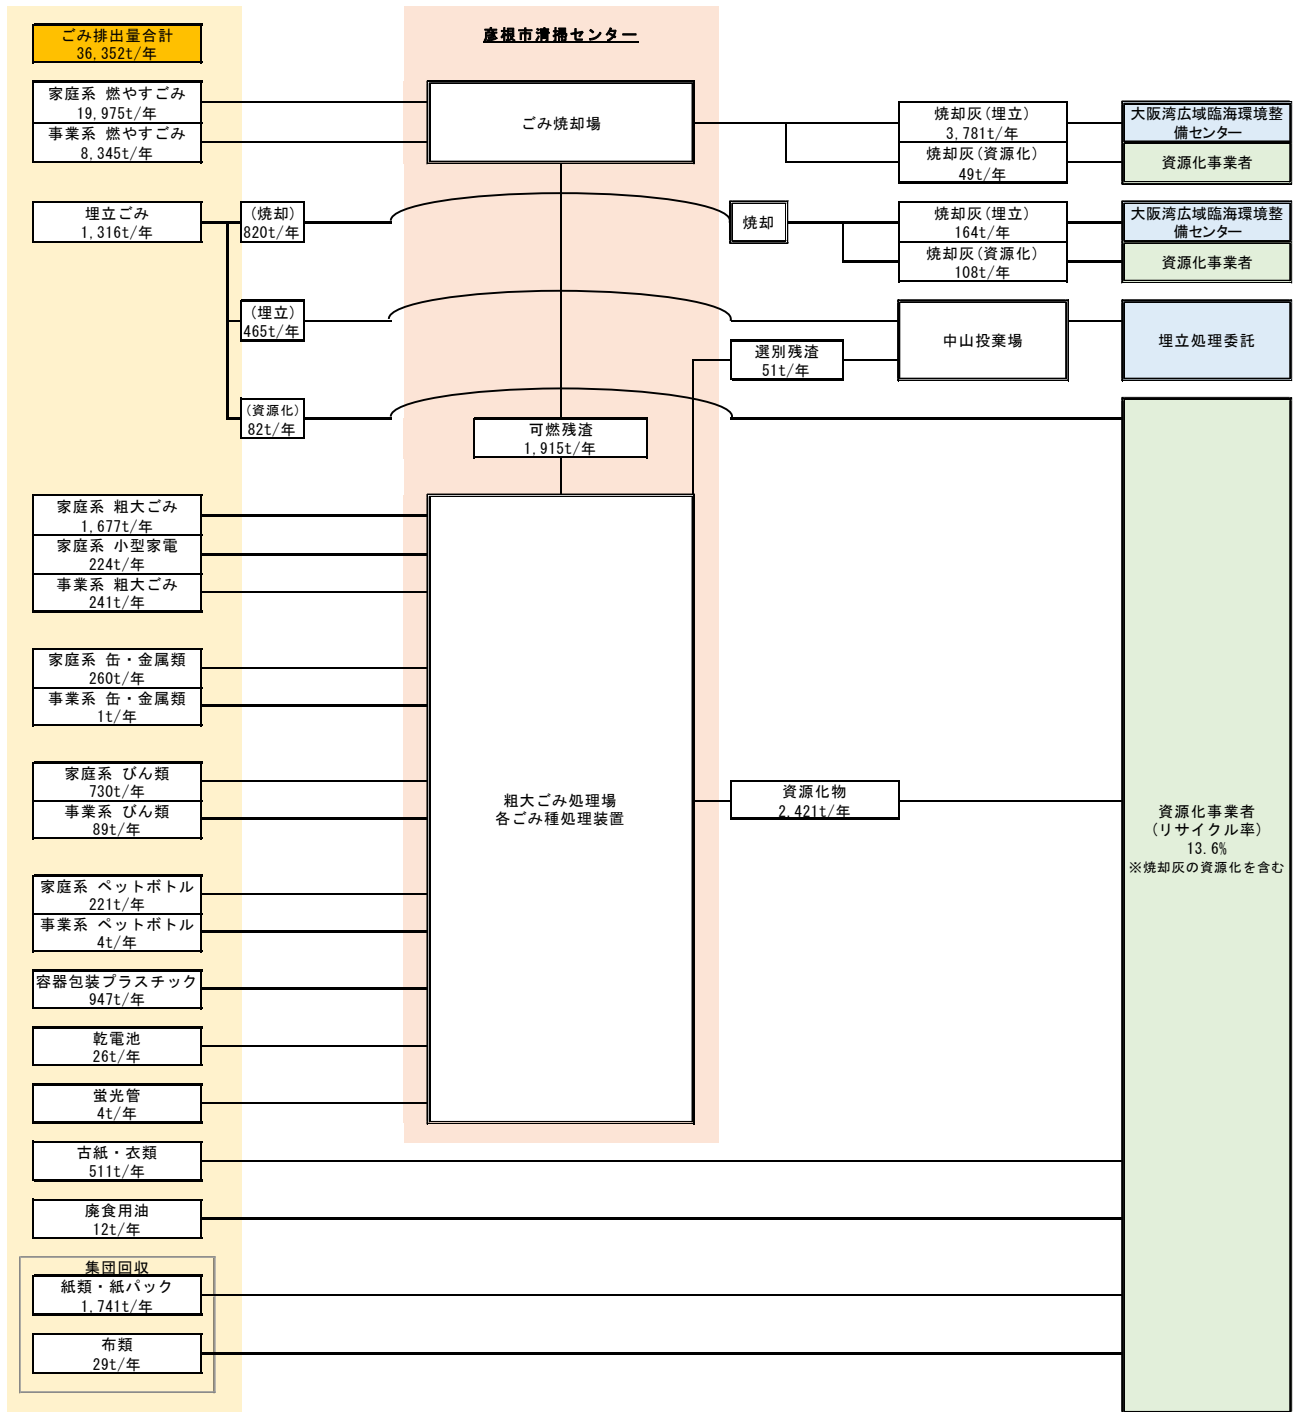 ごみ排出量合計
36,352t/年
彦根市清掃センター
家庭系 燃やすごみ
19,975t/年
事業系 燃やすごみ
8,345t/年
ごみ焼却場
焼却灰(埋立)
3,781t/年
大阪湾広域臨海環境整
備センター
焼却灰(資源化)
49t/年
資源化事業者
埋立ごみ
1,316t/年
(焼却)
820t/年
焼却
焼却灰(埋立)
164t/年
大阪湾広域臨海環境整
備センター
焼却灰(資源化)
108t/年
資源化事業者
(埋立)
465t/年
中山投棄場
埋立処理委託
選別残渣
51t/年
(資源化)
82t/年
可燃残渣
1,915t/年
家庭系 粗大ごみ
1,677t/年
家庭系 小型家電
224t/年
事業系 粗大ごみ
241t/年
家庭系 缶・金属類
260t/年
事業系 缶・金属類
1t/年
家庭系 びん類
730t/年
事業系 びん類
89t/年
粗大ごみ処理場
各ごみ種処理装置
資源化物
2,421t/年
資源化事業者
(リサイクル率)
13.6%
※焼却灰の資源化を含む
家庭系 ペットボトル
221t/年
事業系 ペットボトル
4t/年
容器包装プラスチック
947t/年
乾電池
26t/年
蛍光管
4t/年
古紙・衣類
511t/年
廃食用油
12t/年
集団回収
紙類・紙パック
1,741t/年
布類
29t/年